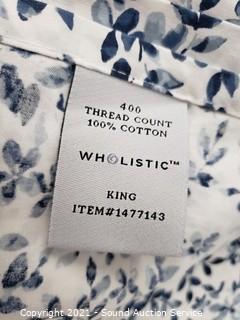 400
THREAD COUNT
100% COTTON
WHOLISTIC™
KING
ITEM#1477143
Copyright 2021 - Sound Auction Service